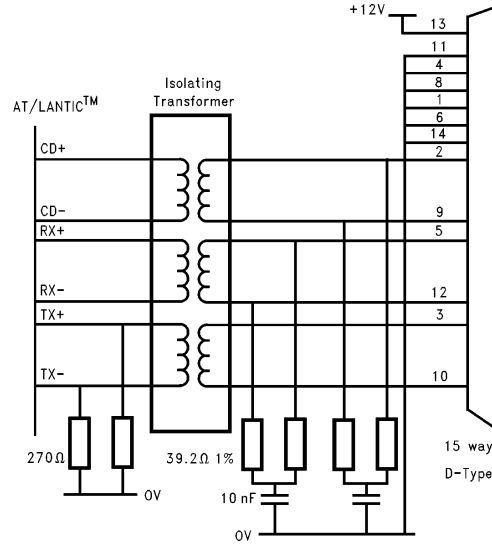 +12V
13
11
4
8
1
6
14
2
Isolating
Transformer
AT/LANTIC™
CD+
CD-
9
RX+
5
RX-
12
TX+
3
TX-
10
270Ω
39.2Ω 1%
15 way
D-Type
0V
10 nF
0V